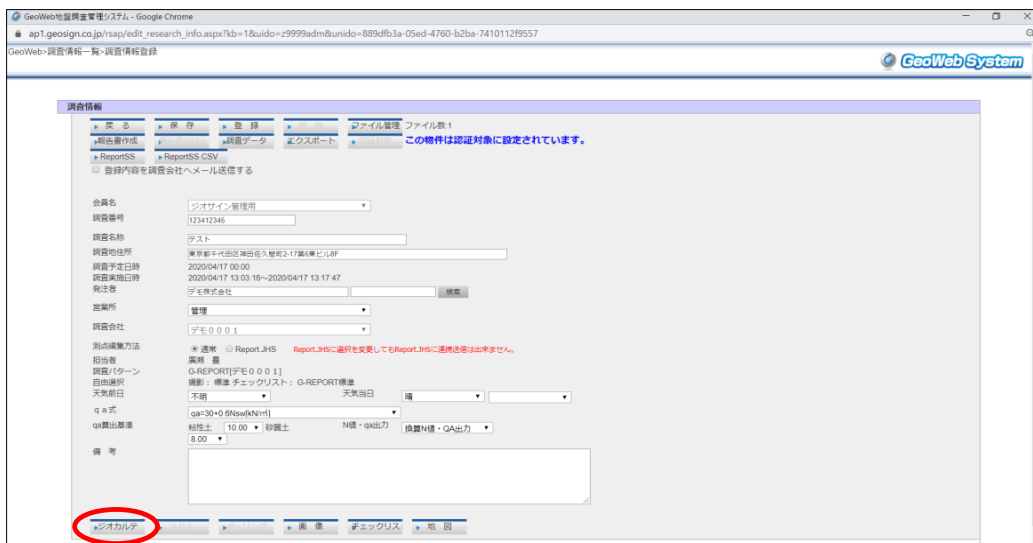 GeoWeb地盤調査管理システム - Google Chrome
ap1.geosign.co.jp/rsap/edit_research_info.aspx?kb=1&uido=z9999adm&unido=889dfb3a-05ed-4760-b2ba-7410112f9557
GeoWeb>調査情報一覧>調査情報登録
GeoWeb System
調査情報
戻 る 保 存 登 録 ファイル管理 ファイル数:1
報告書作成 調査データ エクスポート この物件は認証対象に設定されています。
ReportSS ReportSS CSV
登録内容を調査会社へメール送信する
会員名 ジオサイン管理用
調査番号 123412345
調査名称 テスト
調査地住所 東京都千代田区神田佐久間町2-17第6東ビル8F
調査予定日時 2020/04/17 00:00
調査実施日時 2020/04/17 13:03:16～2020/04/17 13:17:47
発注者 デモ株式会社 検索
営業所 管理
調査会社 デモ０００１
測点編集方法 通常 Report.JHS Report.JHSに選択を変更してもReport.JHSに連携送信は出来ません。
担当者 廣瀬 豊
調査パターン G-REPORT[デモ０００１]
自由選択 撮影： 標準 チェックリスト： G-REPORT標準
天気前日 不明 天気当日 晴
ｑａ式 qa=30+0.6Nsw[kN/㎡]
qa算出基準 粘性土 10.00 砂質土 N値・qa出力 換算N値・QA出力
8.00
備 考
ジオカルテ 画 像 チェックリス 地 図